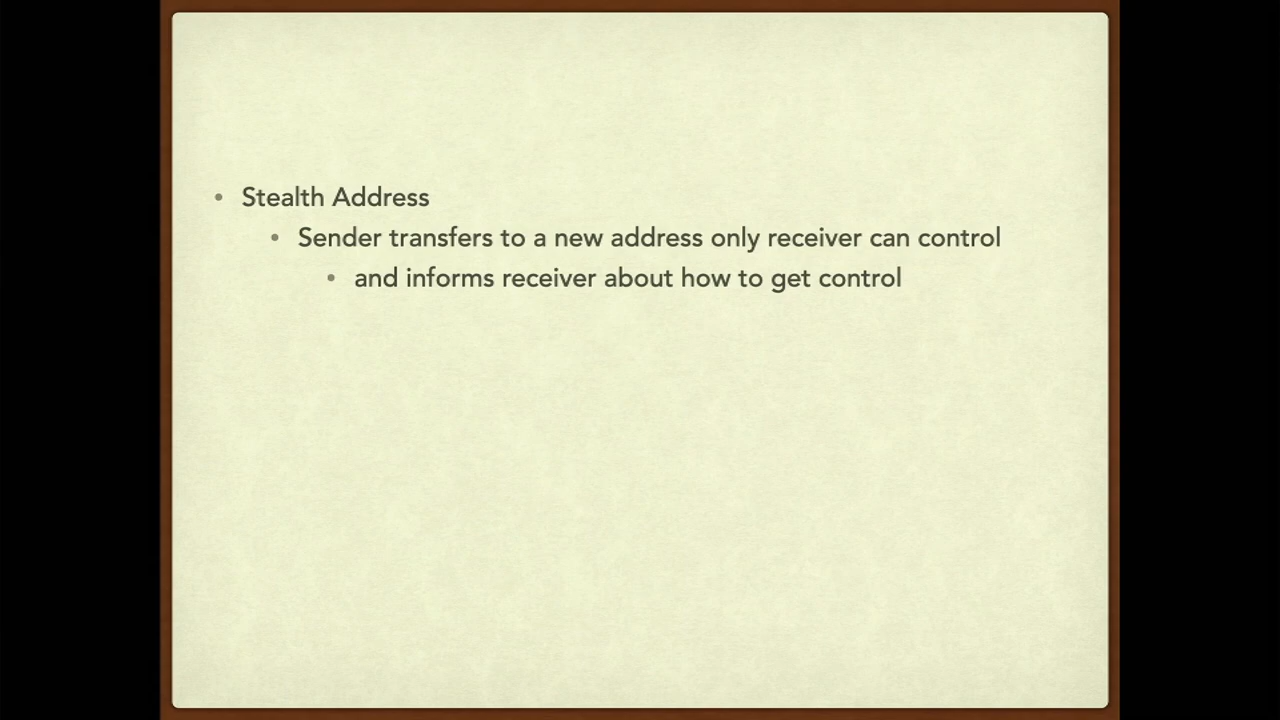 • Stealth Address
• Sender transfers to a new address only receiver can control
• and informs receiver about how to get control